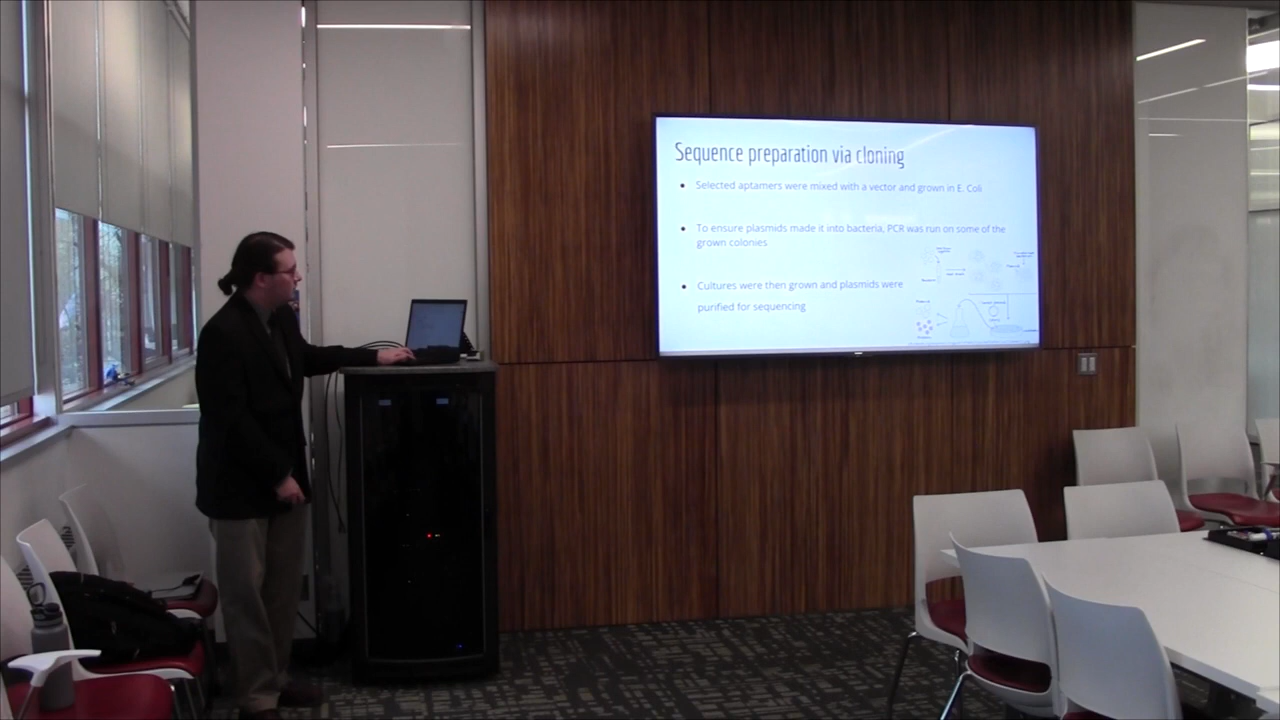 Sequence preparation via cloning
Selected aptamers were mixed with a vector and grown in E. Coli
To ensure plasmids made it into bacteria, PCR was run on some of the
grown colonies
Cultures were then grown and plasmids were
purified for sequencing